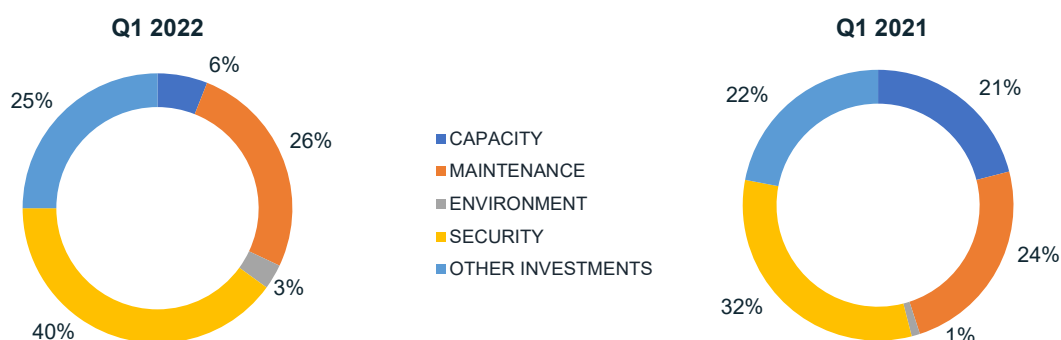 Q1 2022
6%
25%
26%
3%
40%
CAPACITY
MAINTENANCE
ENVIRONMENT
SECURITY
OTHER INVESTMENTS
Q1 2021
21%
22%
24%
32%
1%